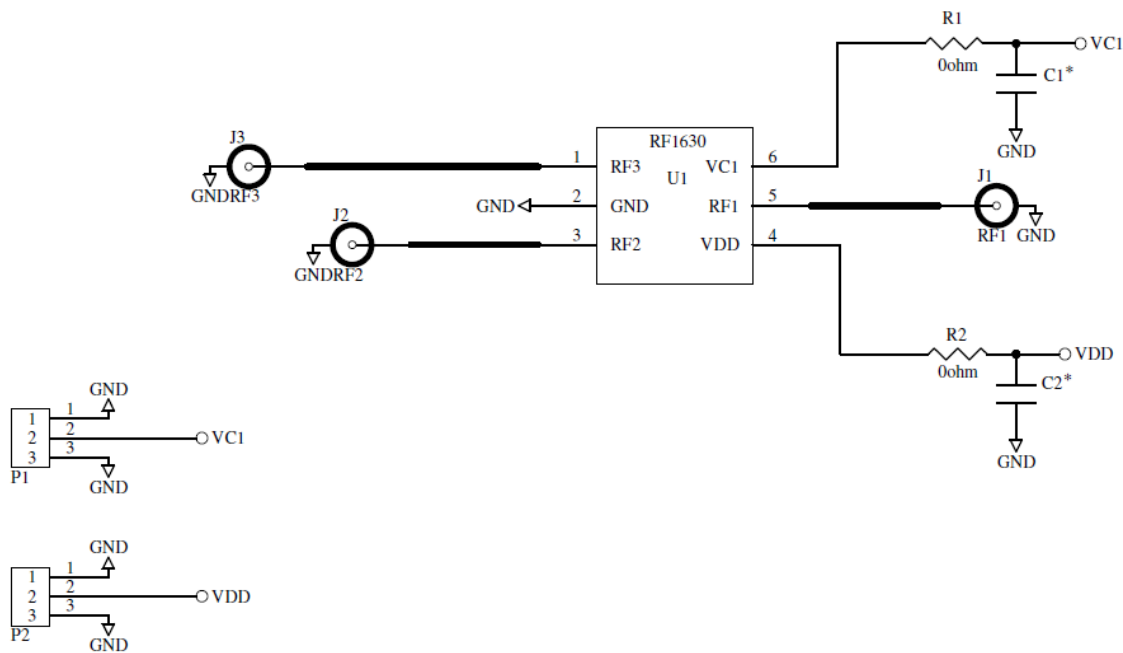 R1
VC1
0ohm
C1*
GND
J3
RF1630
1
RF3
VC1
6
U1
J1
GNDRF3
J2
GND
2
GND
RF1
5
RF1
GND
3
RF2
VDD
4
GNDRF2
R2
VDD
0ohm
C2*
GND
GND
1
1
2
2
VC1
3
3
P1
GND
GND
1
1
2
2
VDD
3
3
P2
GND